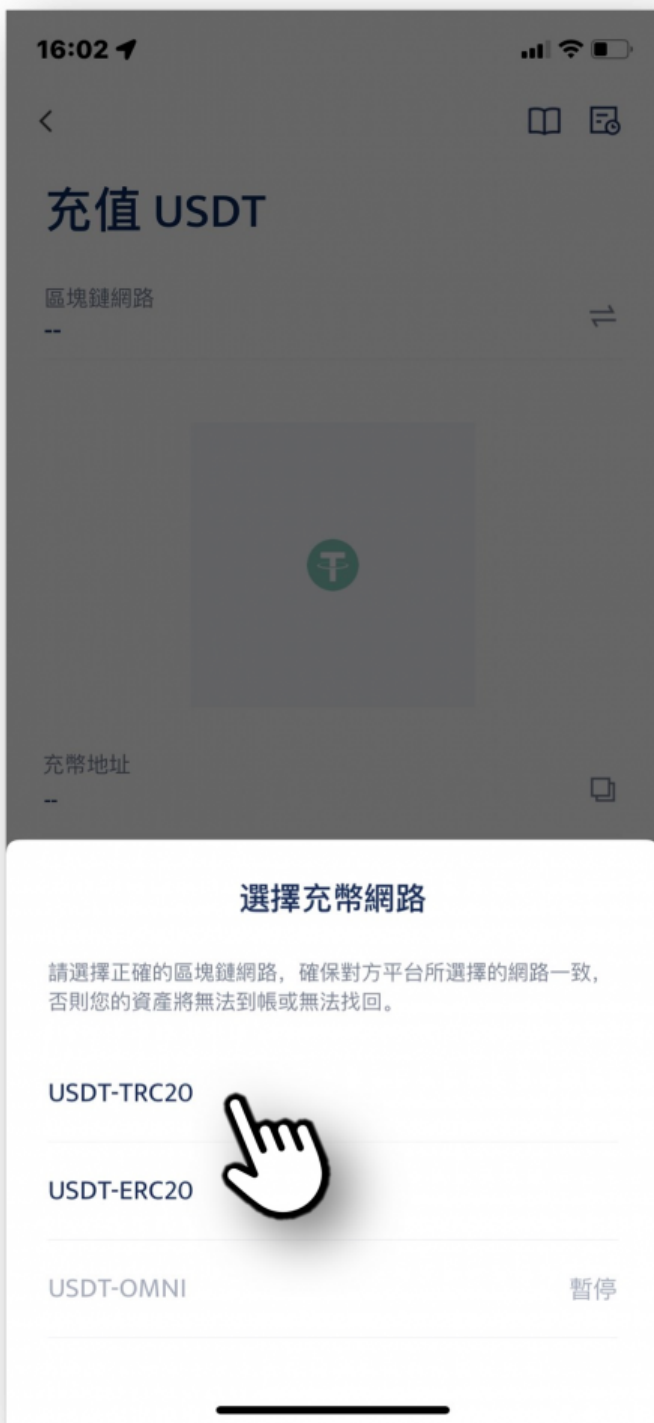 16:02
充值 USDT
區塊鏈網路
--
充幣地址
--
選擇充幣網路
請選擇正確的區塊鏈網路，確保對方平台所選擇的網路一致，
否則您的資產將無法到帳或無法找回。
USDT-TRC20
USDT-ERC20
USDT-OMNI 暫停